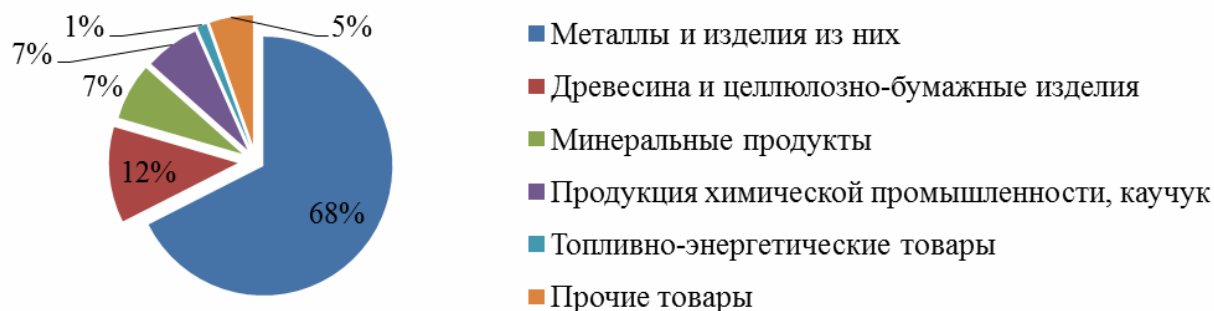 1%
5%
7%
7%
12%
68%
Металлы и изделия из них
Древесина и целлюлозно-бумажные изделия
Минеральные продукты
Продукция химической промышленности, каучук
Топливно-энергетические товары
Прочие товары